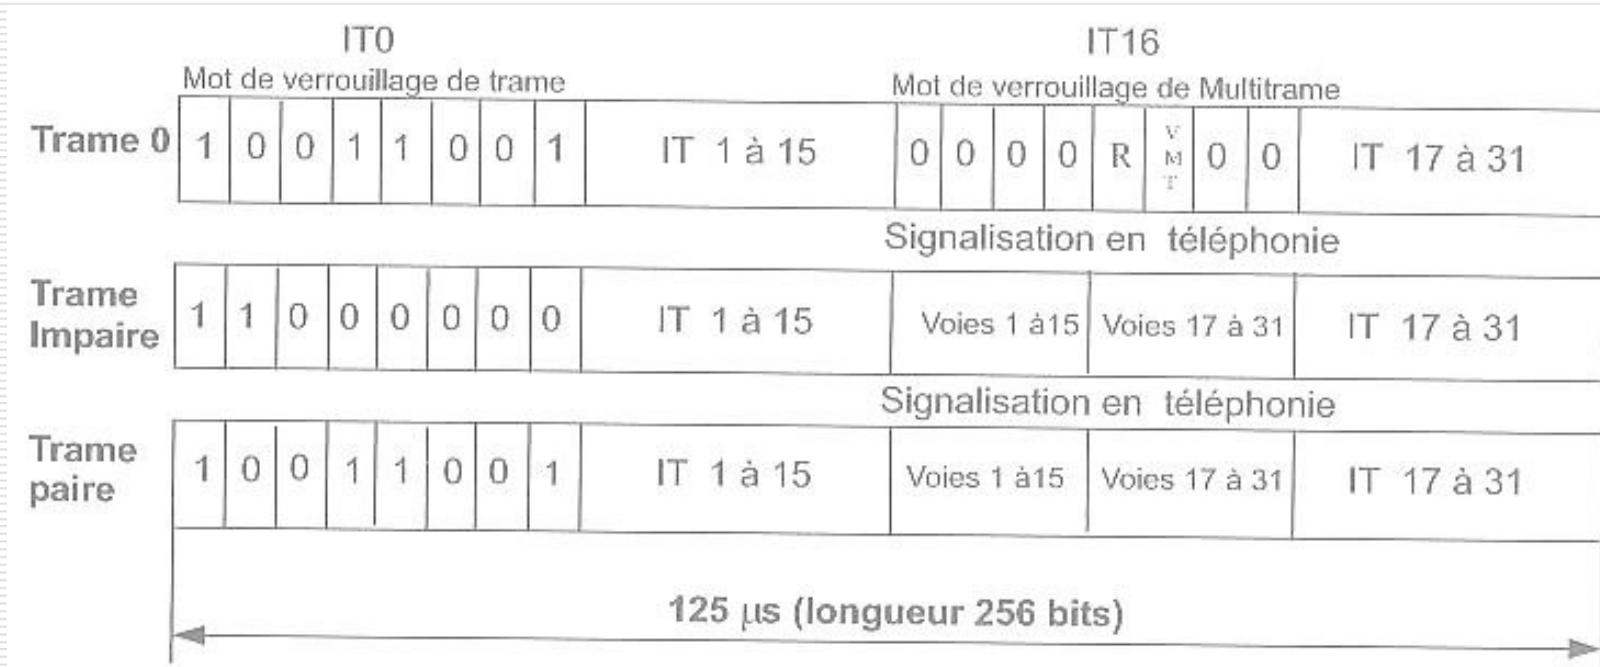 IT0 IT16
Mot de verrouillage de trame Mot de verrouillage de Multitrame
Trame 0 1 0 0 1 1 0 0 1 IT 1 à 15 0 0 0 0 R VMT 0 0 IT 17 à 31
Signalisation en téléphonie
Trame
Impaire 1 1 0 0 0 0 0 0 IT 1 à 15 Voies 1 à15 Voies 17 à 31 IT 17 à 31
Signalisation en téléphonie
Trame
paire 1 0 0 1 1 0 0 1 IT 1 à 15 Voies 1 à15 Voies 17 à 31 IT 17 à 31
125 µs (longueur 256 bits)